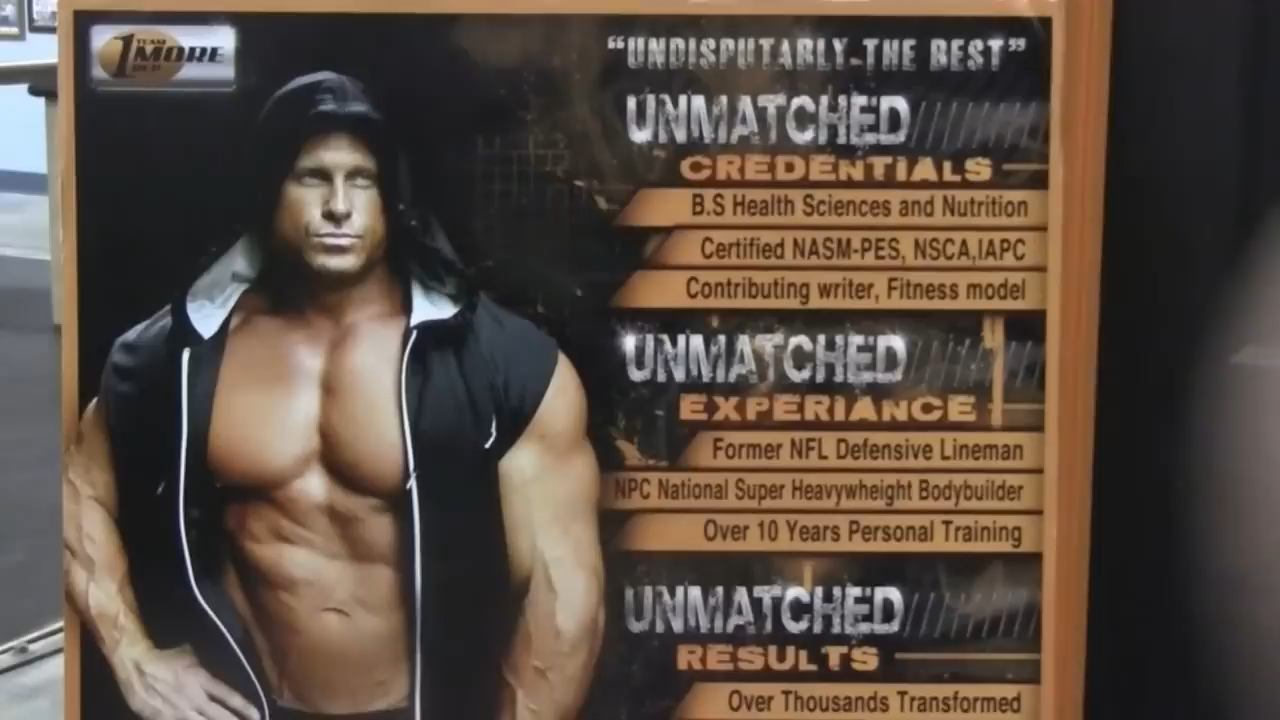 1 TEAM
MORE
REP
“UNDISPUTABLY-THE BEST”
UNMATCHED
CREDENTIALS
B.S Health Sciences and Nutrition
Certified NASM-PES, NSCA,IAPC
Contributing writer, Fitness model
UNMATCHED
EXPERIANCE
Former NFL Defensive Lineman
NPC National Super Heavywheight Bodybuilder
Over 10 Years Personal Training
UNMATCHED
RESULTS
Over Thousands Transformed